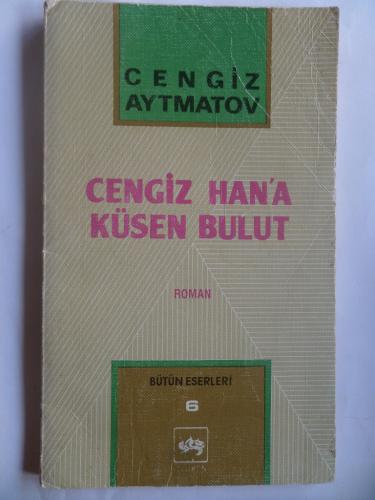 CENGİZ
AYTMATOV
CENGİZ HAN'A
KÜSEN BULUT
ROMAN
BÜTÜN ESERLERİ
6